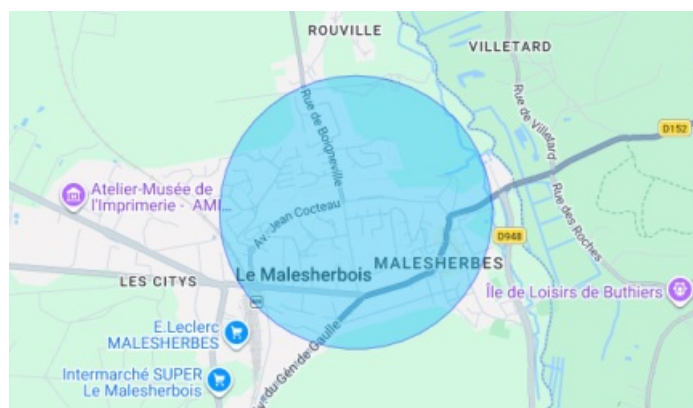 ROUVILLE
VILLETARD
Rue de Boigneville
Rue de Villetard
D152
Rue des Roches
Atelier-Musée de
l'Imprimerie - AMI...
Av. Jean Cocteau
D948
MALESHERBES
LES CITYS
Le Malesherbois
Île de Loisirs de Buthiers
E.Leclerc
MALESHERBES
du Gén de Gaulle
Intermarché SUPER
Le Malesherbois